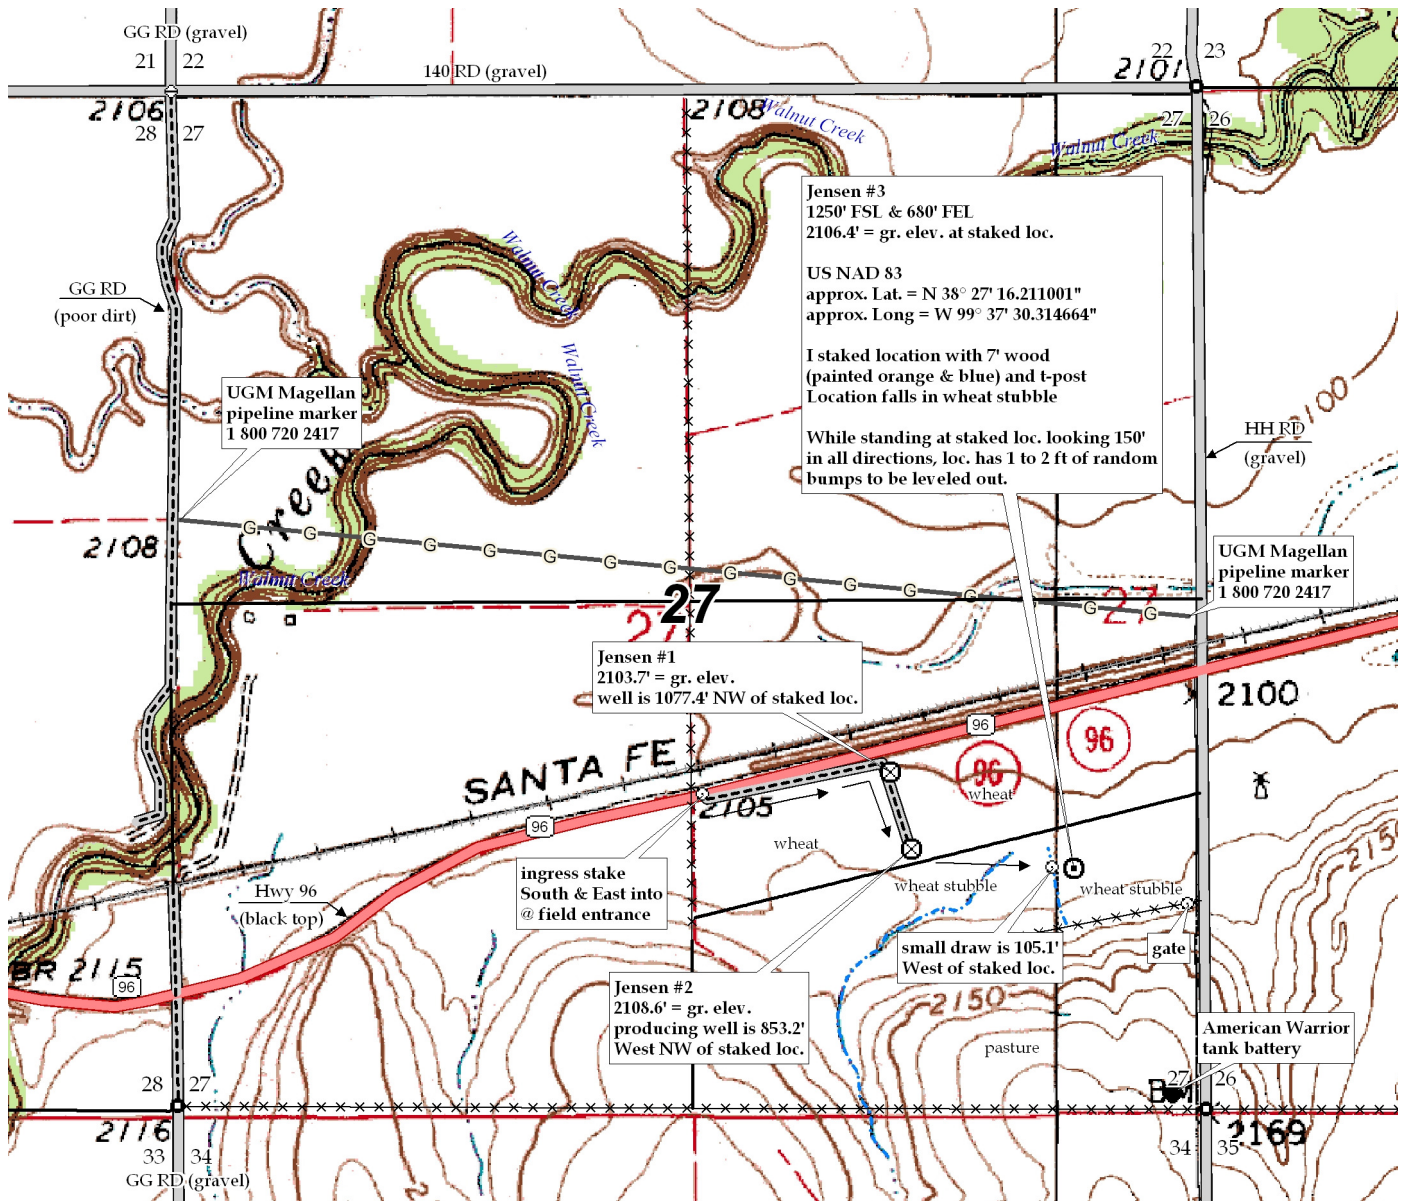 GG RD (gravel)
21 22
22 23
140 RD (gravel)
2101
2106
2108
28 27
27 26
Walnut Creek
Walnut Creek
Jensen #3
1250' FSL & 680' FEL
2106.4' = gr. elev. at staked loc.
US NAD 83
approx. Lat. = N 38° 27' 16.211001"
approx. Long = W 99° 37' 30.314664"
I staked location with 7' wood
(painted orange & blue) and t-post
Location falls in wheat stubble
While standing at staked loc. looking 150'
in all directions, loc. has 1 to 2 ft of random
bumps to be leveled out.
Walnut Creek
GG RD
(poor dirt)
Walnut Creek
UGM Magellan
pipeline marker
1 800 720 2417
2100
HH RD
(gravel)
Creek
2108
G G G G G G G G G G G G G G G
UGM Magellan
pipeline marker
1 800 720 2417
Walnut Creek
27
27
27
Jensen #1
2103.7' = gr. elev.
well is 1077.4' NW of staked loc.
2100
96
96
96
SANTA FE
wheat
2105
96
wheat
2150
ingress stake
South & East into
@ field entrance
Hwy 96
(black top)
wheat stubble
wheat stubble
small draw is 105.1'
West of staked loc.
gate
BR 2115
96
Jensen #2
2108.6' = gr. elev.
producing well is 853.2'
West NW of staked loc.
2150
American Warrior
tank battery
pasture
28 27
27 26
BM
2116
2169
33 34
34 35
GG RD (gravel)